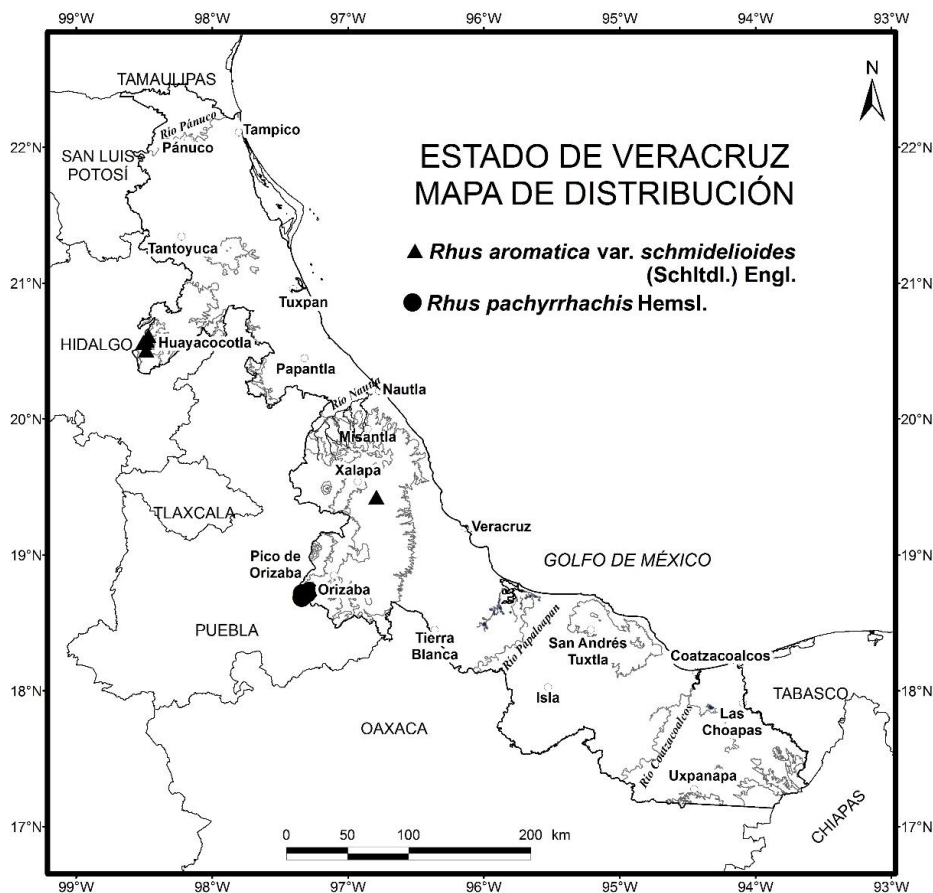 99°W 98°W 97°W 96°W 95°W 94°W 93°W
N
TAMAULIPAS
Río Pánuco
Tampico
Pánuco
22°N
22°N
SAN LUIS
POTOSÍ
ESTADO DE VERACRUZ
MAPA DE DISTRIBUCIÓN
Tantoyuca
Rhus aromatica var. schmidelioides
(Schltdl.) Engl.
21°N
21°N
Tuxpan
Rhus pachyrrhachis Hemsl.
HIDALGO
Huayacocotla
Papantla
Río Nautla
Nautla
20°N
20°N
Misantla
Xalapa
TLAXCALA
Veracruz
19°N
19°N
Pico de
Orizaba
GOLFO DE MÉXICO
Orizaba
PUEBLA
Río Papaloapan
Tierra
Blanca
San Andrés
Tuxtla
Coatzacoalcos
18°N
18°N
TABASCO
Isla
OAXACA
Río Coatzacoalcos
Las
Choapas
Uxpanapa
17°N
17°N
CHIAPAS
0 50 100 200 km
99°W 98°W 97°W 96°W 95°W 94°W 93°W